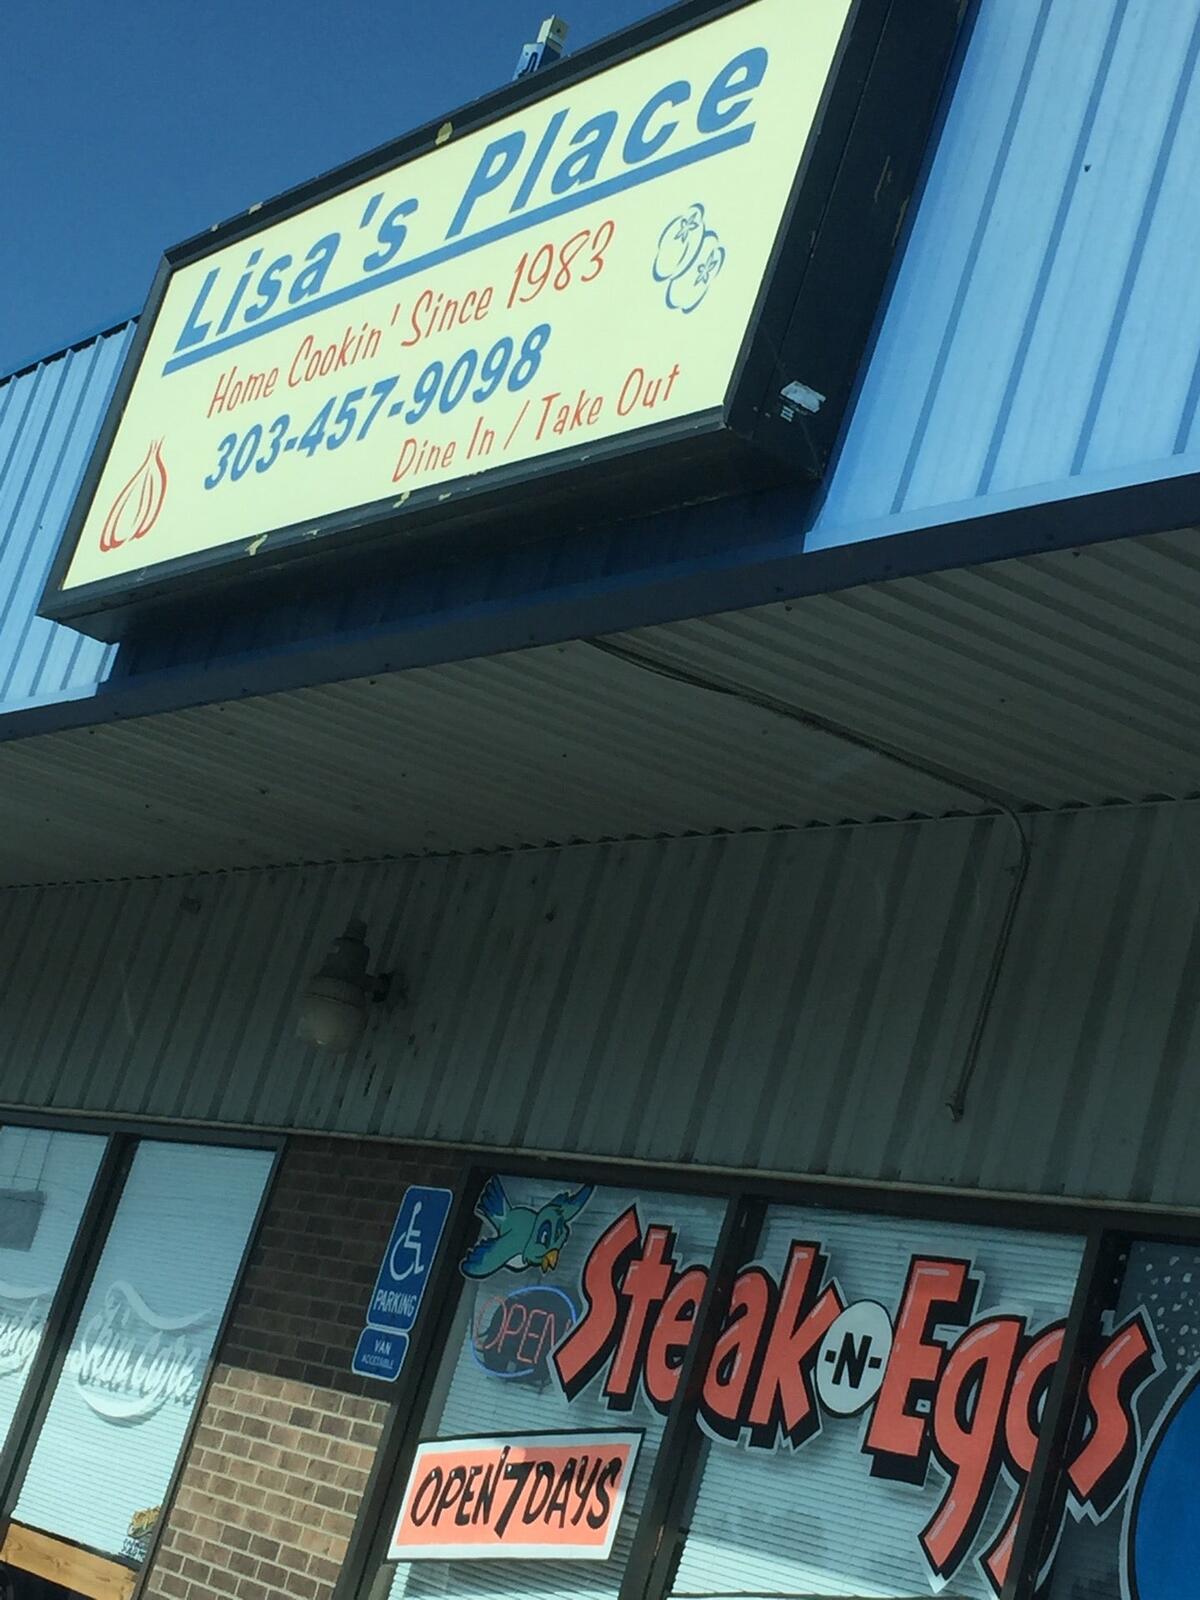 Lisa's Place
Home Cookin' Since 1983
303-457-9098
Dine In / Take Out
PARKING
VAN
ACCESSIBLE
OPEN
Steak-N-Eggs
OPEN 7 DAYS